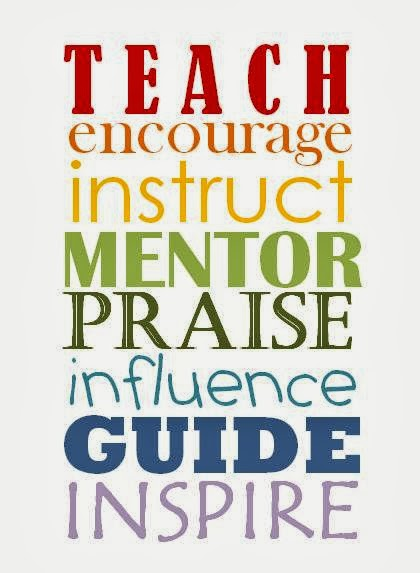 TEACH
encourage
instruct
MENTOR
PRAISE
influence
GUIDE
INSPIRE